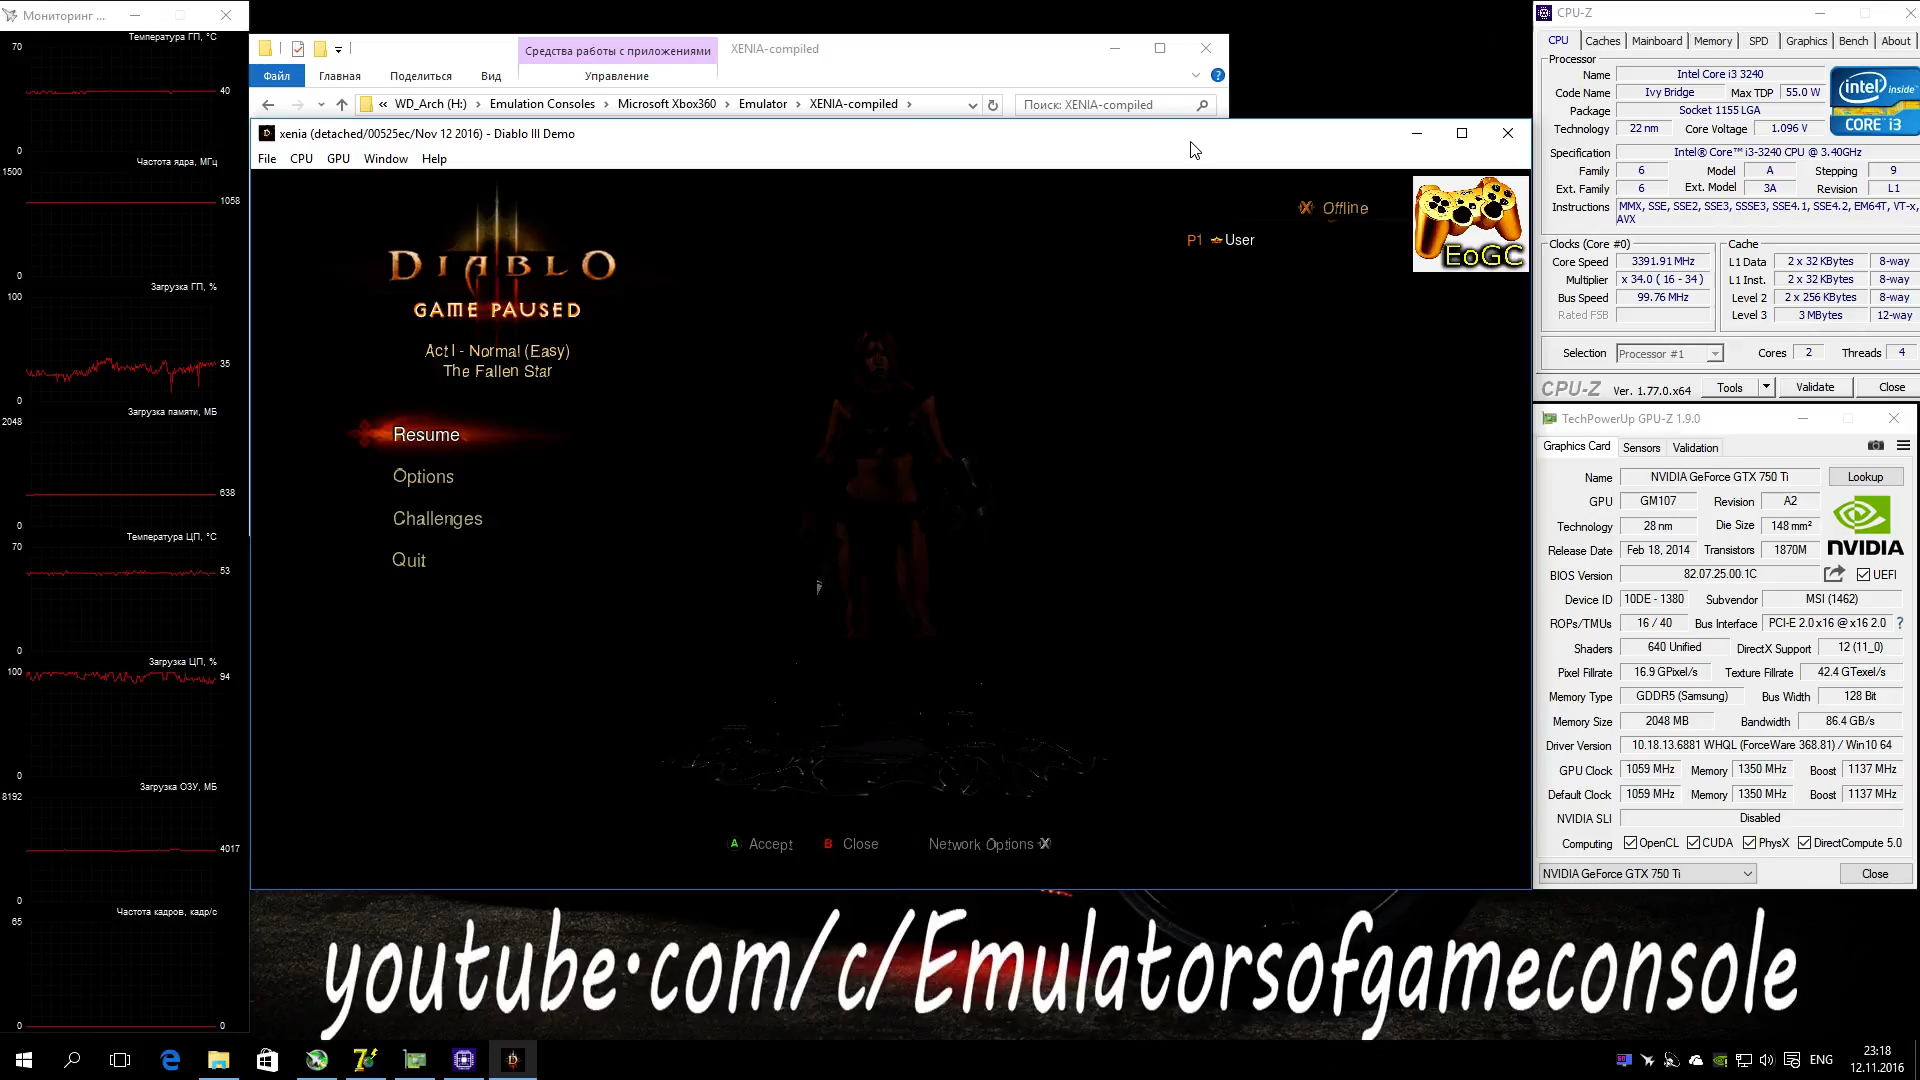 Мониторинг ...
Температура ГП, °C
70
40
0
Частота ядра, МГц
1500
1058
0
Загрузка ГП, %
100
35
0
Загрузка памяти, МБ
2048
638
0
Температура ЦП, °C
70
53
0
Загрузка ЦП, %
100
94
0
Загрузка ОЗУ, МБ
8192
4017
0
Частота кадров, кадр/с
65
0
0
Средства работы с приложениями
XENIA-compiled
Файл
Главная
Поделиться
Вид
Управление
« WD_Arch (H:) > Emulation Consoles > Microsoft Xbox360 > Emulator > XENIA-compiled >
Поиск: XENIA-compiled
xenia (detached/00525ec/Nov 12 2016) - Diablo III Demo
File CPU GPU Window Help
DIABLO
GAME PAUSED
Act I - Normal (Easy)
The Fallen Star
Resume
Options
Challenges
Quit
X Offline
P1 User
EoGC
A Accept B Close Network Options X
CPU-Z
CPU Caches Mainboard Memory SPD Graphics Bench About
Processor
Name Intel Core i3 3240
Code Name Ivy Bridge Max TDP 55.0 W
Package Socket 1155 LGA
Technology 22 nm Core Voltage 1.096 V
intel inside™
CORE i3
Specification Intel® Core™ i3-3240 CPU @ 3.40GHz
Family 6 Model A Stepping 9
Ext. Family 6 Ext. Model 3A Revision L1
Instructions MMX, SSE, SSE2, SSE3, SSSE3, SSE4.1, SSE4.2, EM64T, VT-x,
AVX
Clocks (Core #0)
Core Speed 3391.91 MHz
Multiplier x 34.0 ( 16 - 34 )
Bus Speed 99.76 MHz
Rated FSB
Cache
L1 Data 2 x 32 KBytes 8-way
L1 Inst. 2 x 32 KBytes 8-way
Level 2 2 x 256 KBytes 8-way
Level 3 3 MBytes 12-way
Selection Processor #1 Cores 2 Threads 4
CPU-Z Ver. 1.77.0.x64 Tools Validate Close
TechPowerUp GPU-Z 1.9.0
Graphics Card Sensors Validation
Name NVIDIA GeForce GTX 750 Ti Lookup
GPU GM107 Revision A2
Technology 28 nm Die Size 148 mm²
Release Date Feb 18, 2014 Transistors 1870M
NVIDIA
BIOS Version 82.07.25.00.1C UEFI
Device ID 10DE - 1380 Subvendor MSI (1462)
ROPs/TMUs 16 / 40 Bus Interface PCI-E 2.0 x16 @ x16 2.0 ?
Shaders 640 Unified DirectX Support 12 (11_0)
Pixel Fillrate 16.9 GPixel/s Texture Fillrate 42.4 GTexel/s
Memory Type GDDR5 (Samsung) Bus Width 128 Bit
Memory Size 2048 MB Bandwidth 86.4 GB/s
Driver Version 10.18.13.6881 WHQL (ForceWare 368.81) / Win10 64
GPU Clock 1059 MHz Memory 1350 MHz Boost 1137 MHz
Default Clock 1059 MHz Memory 1350 MHz Boost 1137 MHz
NVIDIA SLI Disabled
Computing OpenCL CUDA PhysX DirectCompute 5.0
NVIDIA GeForce GTX 750 Ti Close
youtube.com/c/Emulatorsofgameconsole
ENG
23:18
12.11.2016